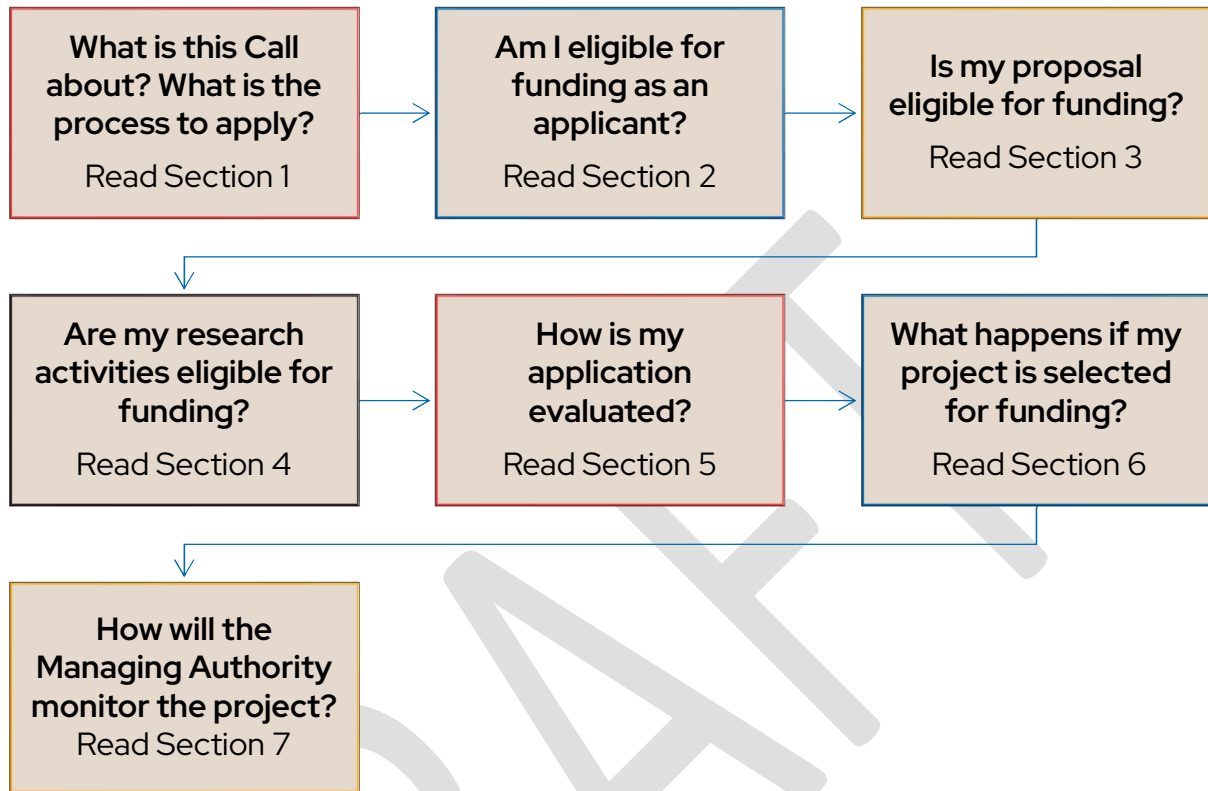 What is this Call
about? What is the
process to apply?
Read Section 1
Am I eligible for
funding as an
applicant?
Read Section 2
Is my proposal
eligible for funding?
Read Section 3
Are my research
activities eligible for
funding?
Read Section 4
How is my
application
evaluated?
Read Section 5
What happens if my
project is selected
for funding?
Read Section 6
How will the
Managing Authority
monitor the project?
Read Section 7
DRAFT